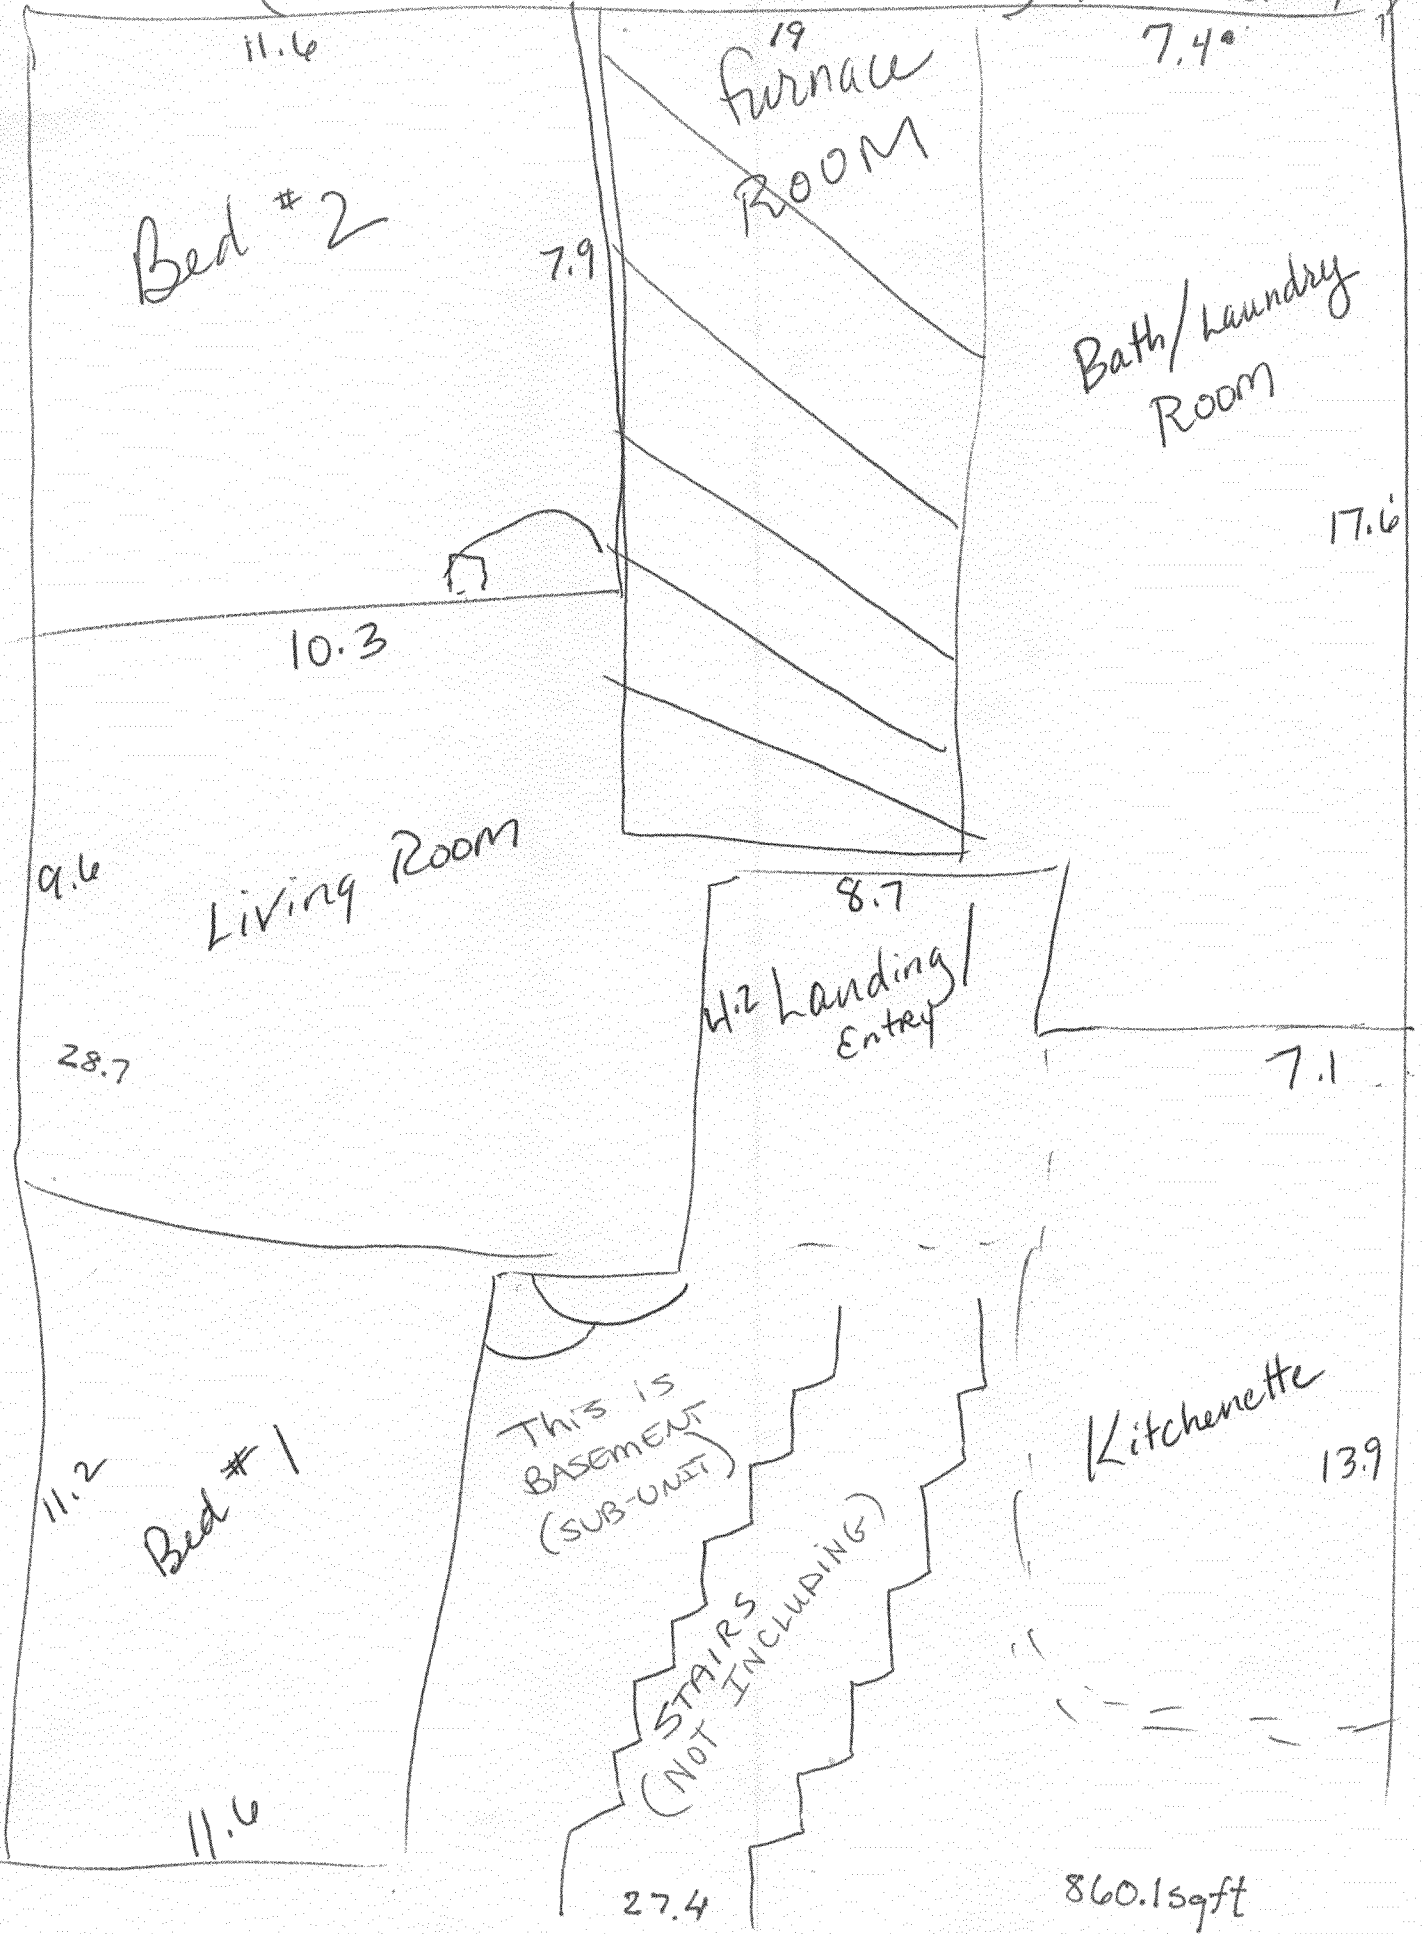 11.6
19
7.4
Furnace
ROOM
Bed #2
7.9
Bath/Laundry
ROOM
17.6
10.3
Living Room
9.6
8.7
4.2 Landing/
Entry
28.7
7.1
Kitchenette
13.9
This is
BASEMENT
(SUB-UNIT)
11.2
Bed #1
STAIRS
(NOT INCLUDING)
11.6
27.4
860.1sqft